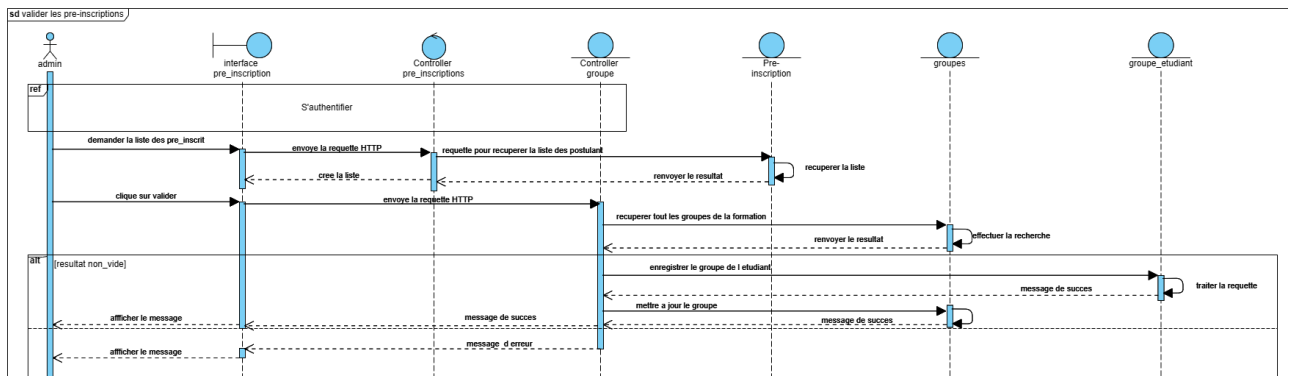 sd valider les pre-inscriptions
admin
interface
pre_inscription
Controller
pre_inscriptions
Controller
groupe
Pre-
inscription
groupes
groupe_etudiant
ref
S'authentifier
demander la liste des pre_inscrit
envoye la requette HTTP
requette pour recuperer la liste des postulant
recuperer la liste
cree la liste
renvoyer le resultat
clique sur valider
envoye la reqnette HTTP
recuperer tout les groupes de la formation
effectuer la recherche
renvoyer le resultat
alt
[resultat non_vide]
enregistrer le groupe de l etudiant
traiter la requette
message de succes
mettre a jour le groupe
afflicher le message
message de succes
message de succes
message d erreur
afflicher le message